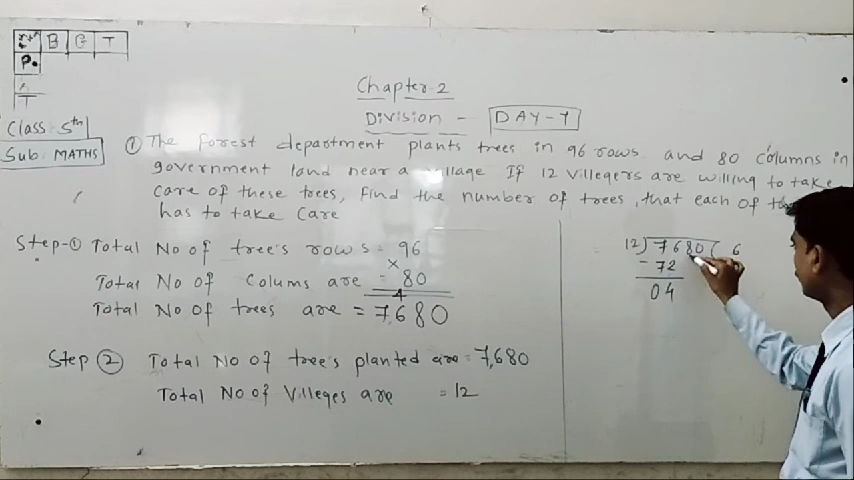 B G T
P.
T
Class: 5th
Sub: MATHS
Chapter-2
Division - DAY-7
① The forest department plants trees in 96 rows and 80 columns in
government land near a village If 12 Villegers are willing to take
care of these trees, Find the number of trees, that each of
has to take care
Step-① Total No of tree's rows = 96
×
Total No of Colums are = 80
4
Total No of trees are = 7,680
Step ② Total No of tree's planted are = 7,680
Total No of Villeges are = 12
12) 7680 ( 6
- 72
04